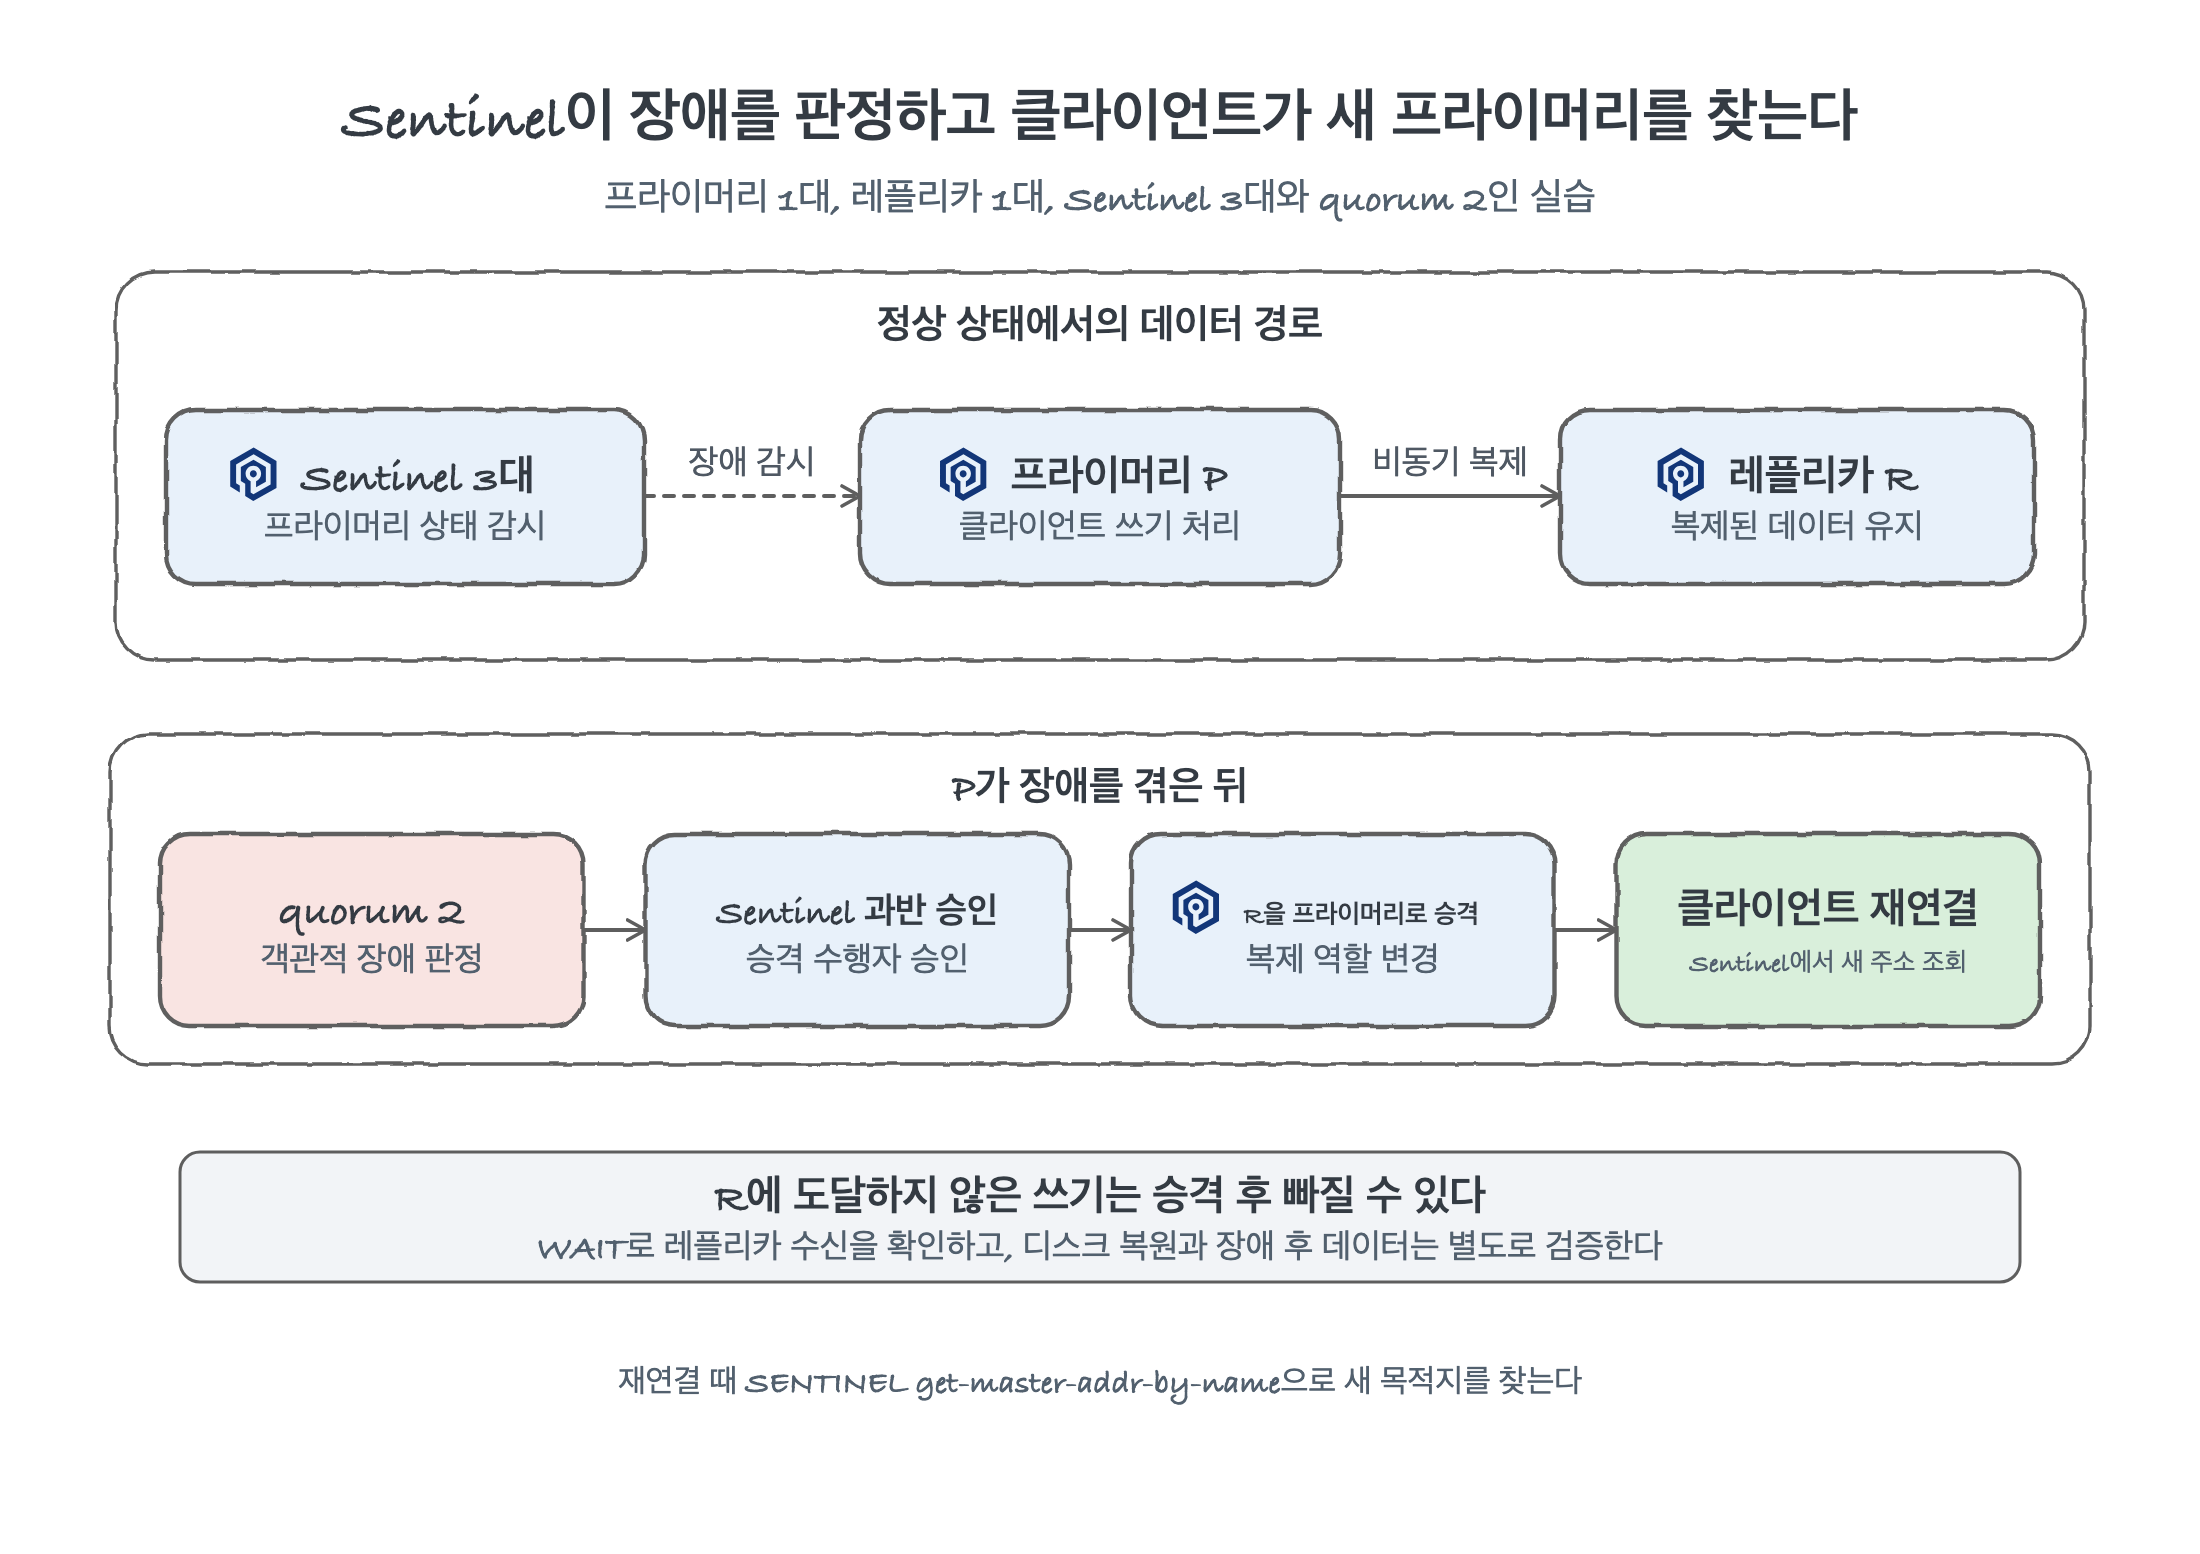 Sentinel이 장애를 판정하고 클라이언트가 새 프라이머리를 찾는다
프라이머리 1대, 레플리카 1대, Sentinel 3대와 quorum 2인 실습
정상 상태에서의 데이터 경로
Sentinel 3대
프라이머리 상태 감시
장애 감시
프라이머리 P
클라이언트 쓰기 처리
비동기 복제
레플리카 R
복제된 데이터 유지
P가 장애를 겪은 뒤
quorum 2
객관적 장애 판정
Sentinel 과반 승인
승격 수행자 승인
R을 프라이머리로 승격
복제 역할 변경
클라이언트 재연결
Sentinel에서 새 주소 조회
R에 도달하지 않은 쓰기는 승격 후 빠질 수 있다
WAIT로 레플리카 수신을 확인하고, 디스크 복원과 장애 후 데이터는 별도로 검증한다
재연결 때 SENTINEL get-master-addr-by-name으로 새 목적지를 찾는다